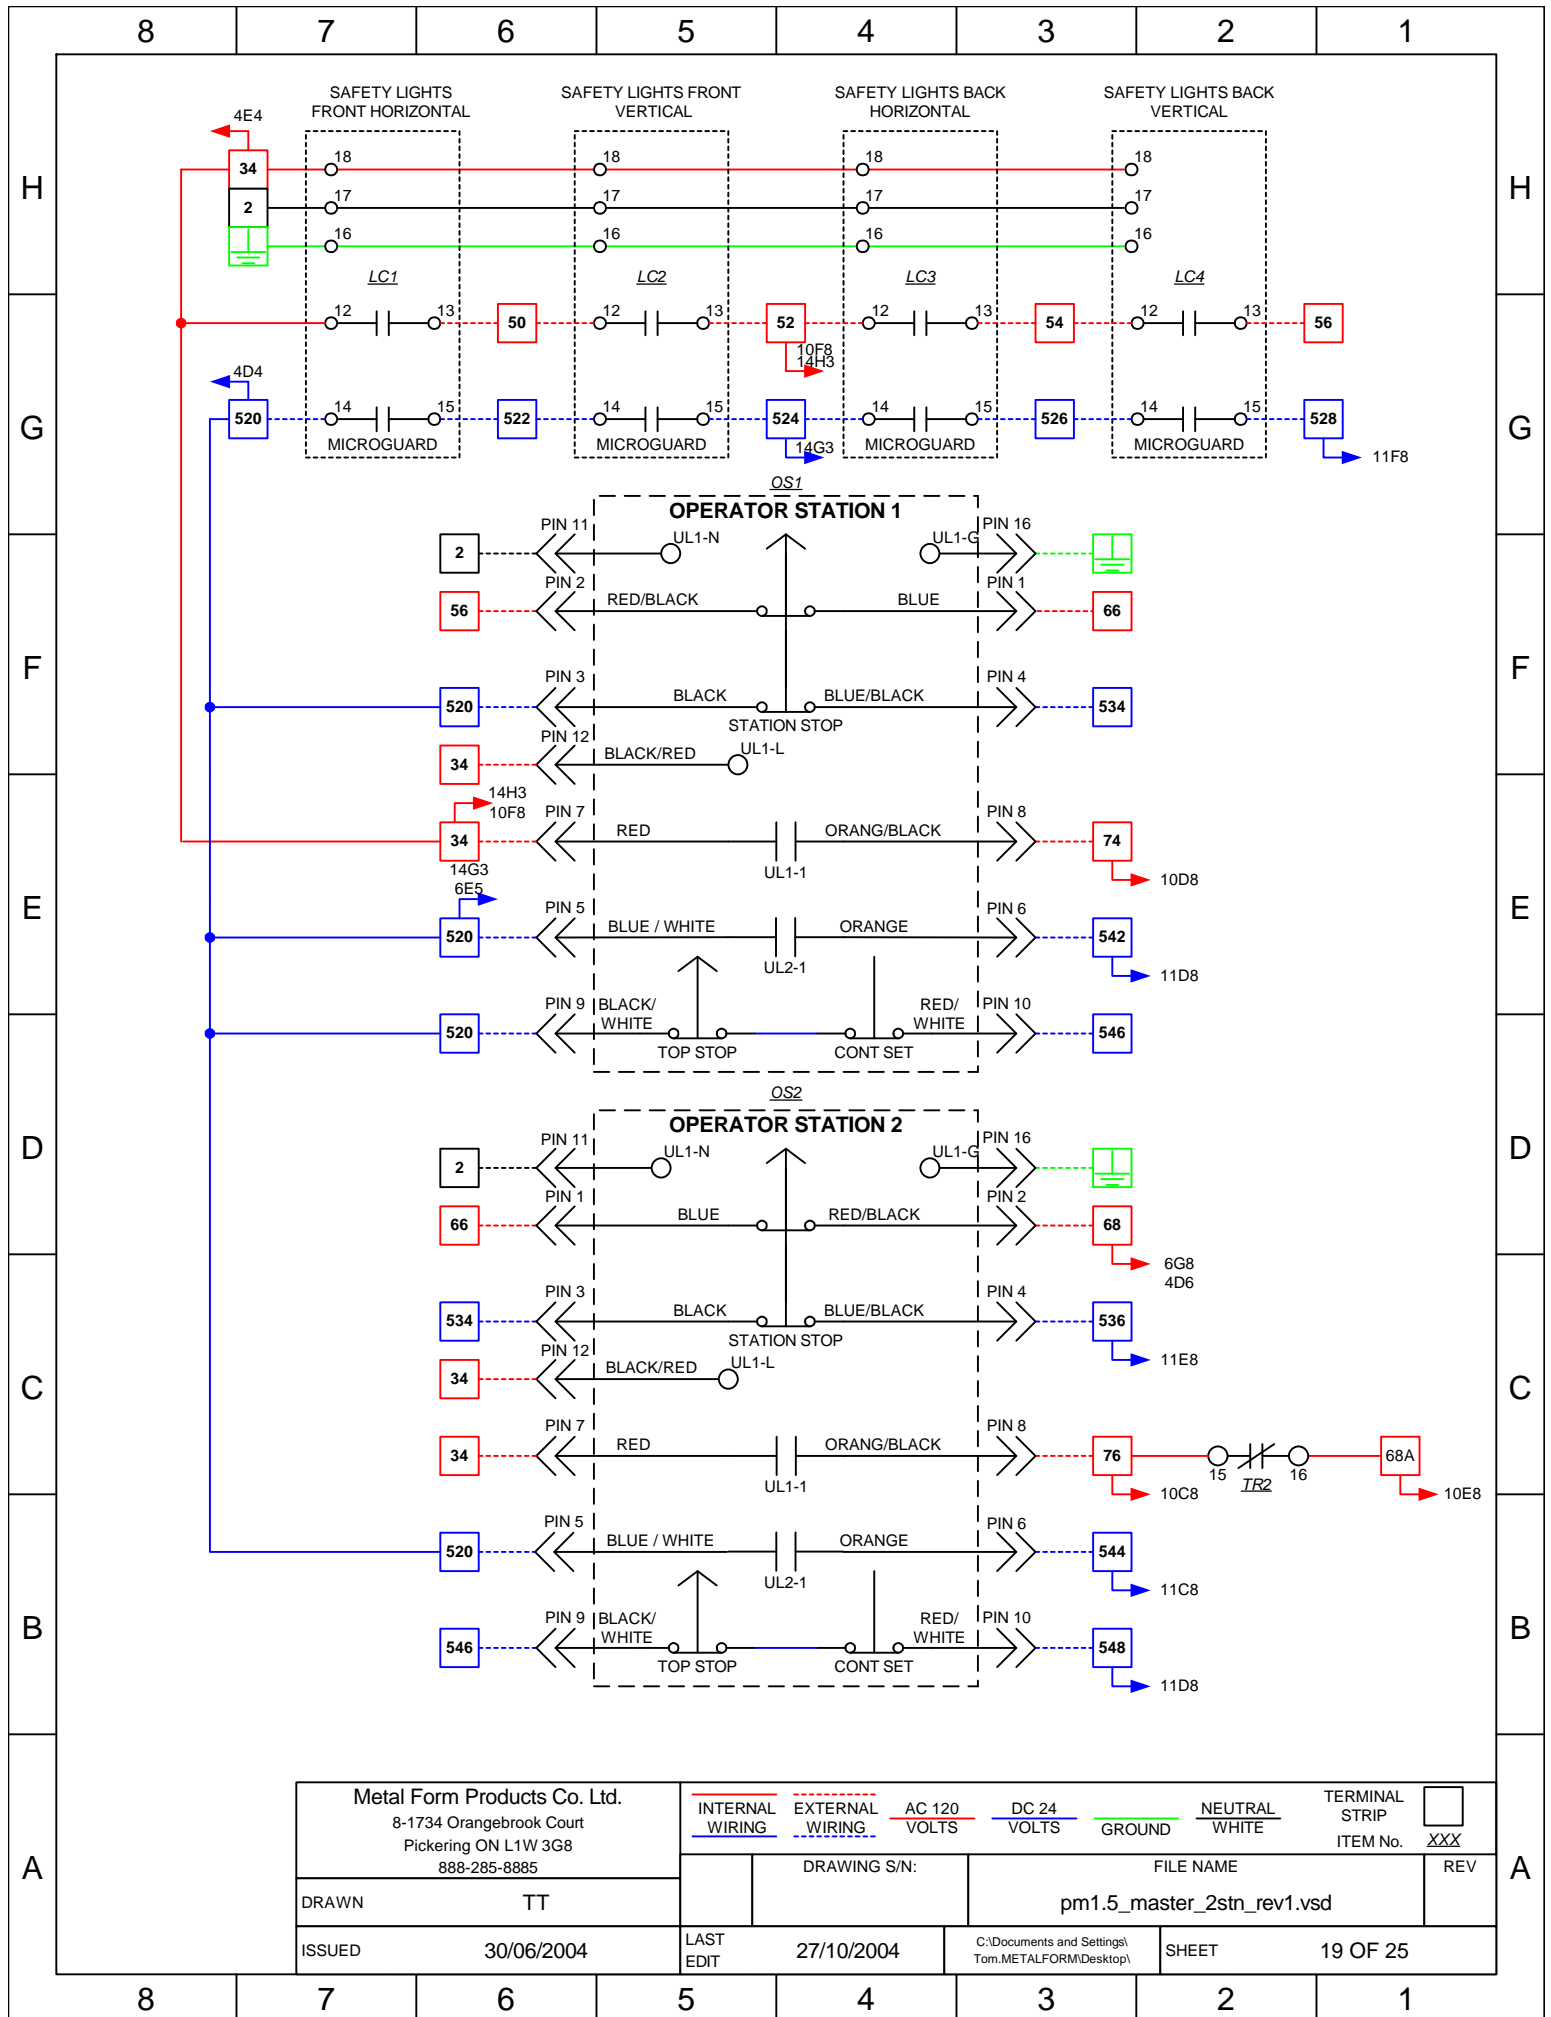 8 7 6 5 4 3 2 1
SAFETY LIGHTS
FRONT HORIZONTAL
SAFETY LIGHTS FRONT
VERTICAL
SAFETY LIGHTS BACK
HORIZONTAL
SAFETY LIGHTS BACK
VERTICAL
4E4
H 34 18 18 18 18 H
2 17 17 17 17
16 16 16 16
LC1 LC2 LC3 LC4
12 13 50 12 13 52 12 13 54 12 13 56
10F8
14H3
4D4
G 520 14 15 522 14 15 524 14 15 526 14 15 528 G
MICROGUARD MICROGUARD MICROGUARD MICROGUARD
14G3 11F8
OS1
OPERATOR STATION 1
2 PIN 11 UL1-N UL1-G PIN 16
56 PIN 2 RED/BLACK BLUE PIN 1 66
F F
520 PIN 3 BLACK BLUE/BLACK PIN 4 534
STATION STOP
34 PIN 12 BLACK/RED UL1-L
14H3
10F8
34 PIN 7 RED ORANG/BLACK PIN 8 74
UL1-1
10D8
14G3
6E5
E E
520 PIN 5 BLUE / WHITE ORANGE PIN 6 542
UL2-1
11D8
520 PIN 9 BLACK/
WHITE
RED/
WHITE
PIN 10 546
TOP STOP CONT SET
OS2
OPERATOR STATION 2
D D
2 PIN 11 UL1-N UL1-G PIN 16
66 PIN 1 BLUE RED/BLACK PIN 2 68
6G8
4D6
534 PIN 3 BLACK BLUE/BLACK PIN 4 536
STATION STOP
11E8
34 PIN 12 BLACK/RED UL1-L
C C
34 PIN 7 RED ORANG/BLACK PIN 8 76 15 TR2 16 68A
UL1-1
10C8 10E8
520 PIN 5 BLUE / WHITE ORANGE PIN 6 544
UL2-1
11C8
B B
546 PIN 9 BLACK/
WHITE
RED/
WHITE
PIN 10 548
TOP STOP CONT SET
11D8
A A
Metal Form Products Co. Ltd.
8-1734 Orangebrook Court
Pickering ON L1W 3G8
888-285-8885
DRAWN TT
ISSUED 30/06/2004
INTERNAL
WIRING
EXTERNAL
WIRING
AC 120
VOLTS
DC 24
VOLTS
GROUND
NEUTRAL
WHITE
TERMINAL
STRIP
ITEM No. XXX
DRAWING S/N:
FILE NAME
pm1.5_master_2stn_rev1.vsd
REV
LAST
EDIT
27/10/2004
C:\Documents and Settings\
Tom.METALFORM\Desktop\
SHEET 19 OF 25
8 7 6 5 4 3 2 1